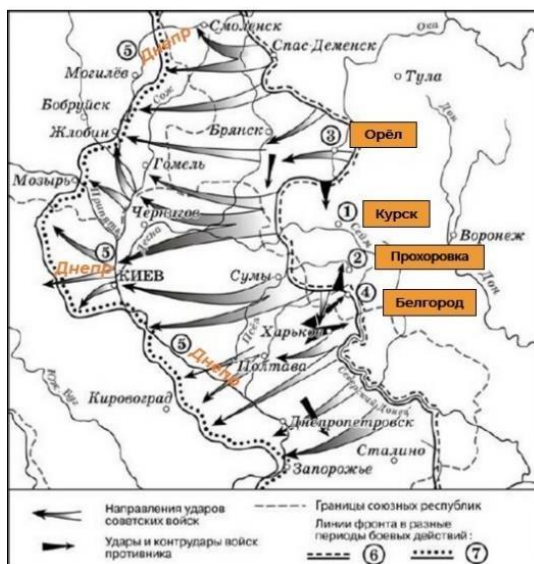 Смоленск
Днепр
⑤
Спас-Деменск
Ока
Могилёв
Сож
Тула
Бобруйск
Дон
Жлобин
Брянск
③
Орёл
Гомель
Мозырь
①
Курск
Припять
Чернигов
Десна
Сейм
Воронеж
⑤
②
Прохоровка
Днепр
КИЕВ
Сумы
Дон
④
Белгород
Псёл
Харьков
⑤
Днепр
Полтава
Северский Донец
Юж. Буг
Кировоград
Днепропетровск
Сталино
Запорожье
Направления ударов
советских войск
Удары и контрудары войск
противника
Границы союзных республик
Линии фронта в разные
периоды боевых действий:
⑥
⑦